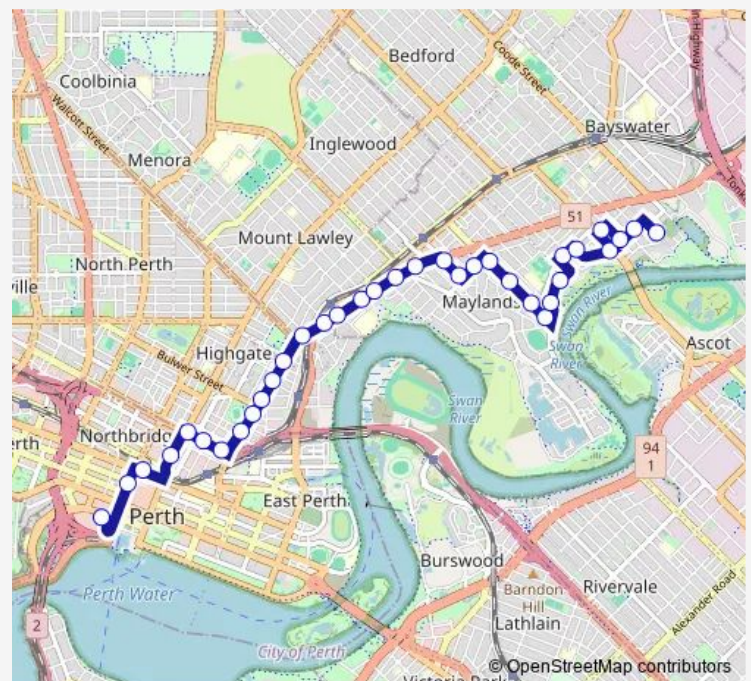 Bedford
Coolbinia
Coode Street
Walcott Street
Bayswater
Inglewood
Menora
51
Mount Lawley
North Perth
ville
Maylands
Swan River
Swan
River
Ascot
Highgate
Bulwer Street
Swan
River
Northbridg
erth
94
1
East Perth
Perth
Burswood
Rivervale
Barndon
Hill
Alexander Road
Perth Water
Lathlain
2
City of Perth
Victoria Park
© OpenStreetMap contributors